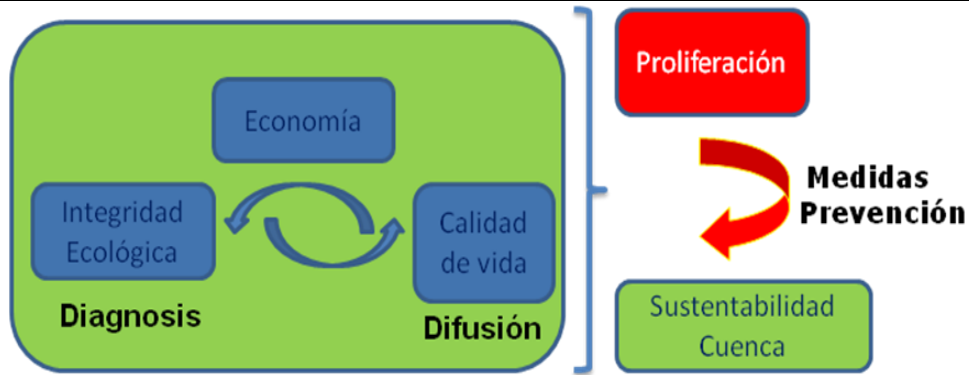 Economía
Integridad
Ecológica
Calidad
de vida
Diagnosis
Difusión
Proliferación
Medidas
Prevención
Sustentabilidad
Cuenca